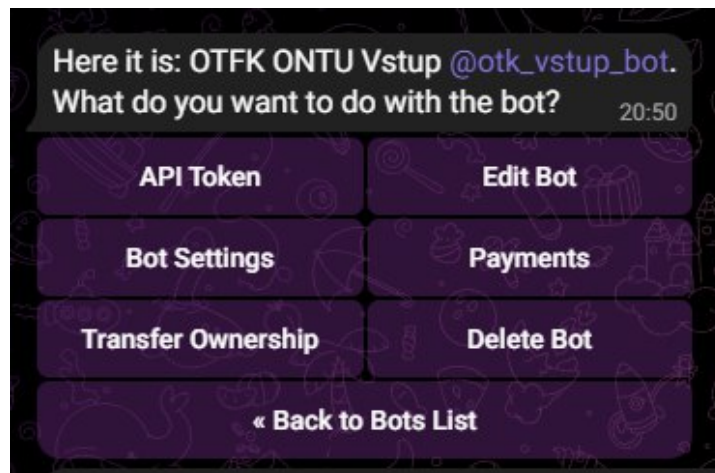 Here it is: OTFK ONTU Vstup @otk_vstup_bot.
What do you want to do with the bot? 20:50
API Token Edit Bot
Bot Settings Payments
Transfer Ownership Delete Bot
« Back to Bots List